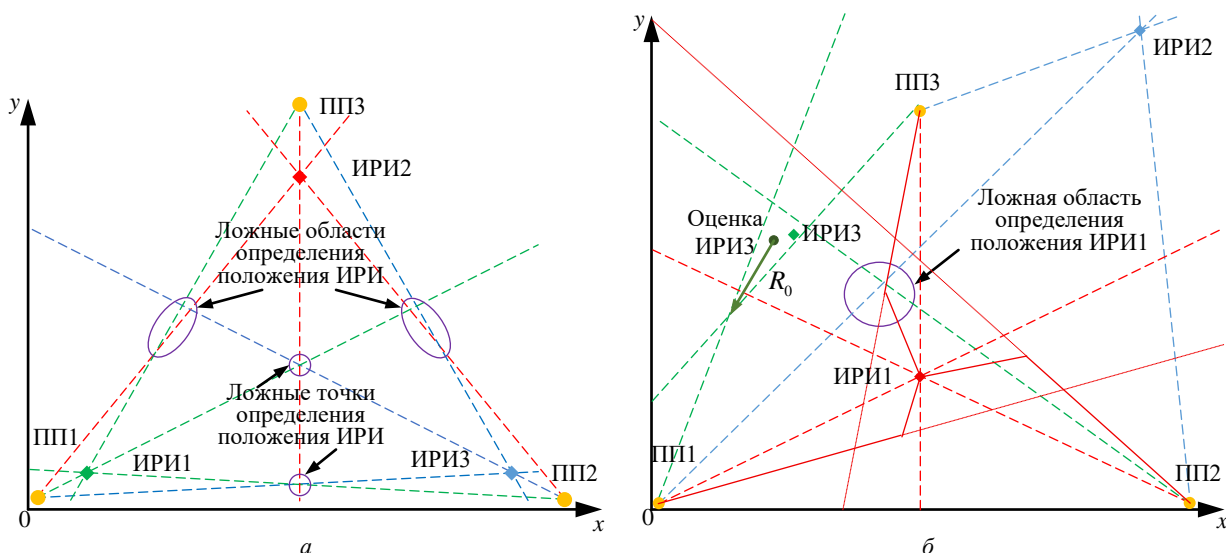 y
ПП3
ИРИ2
Ложные области
определения
положения ИРИ
Ложные точки
определения
положения ИРИ
ПП1
ИРИ1
ИРИ3
ПП2
0
x
а
y
ИРИ2
ПП3
Ложная область
определения
положения ИРИ1
Оценка
ИРИ3
ИРИ3
R0
ИРИ1
ПП1
ПП2
0
x
б